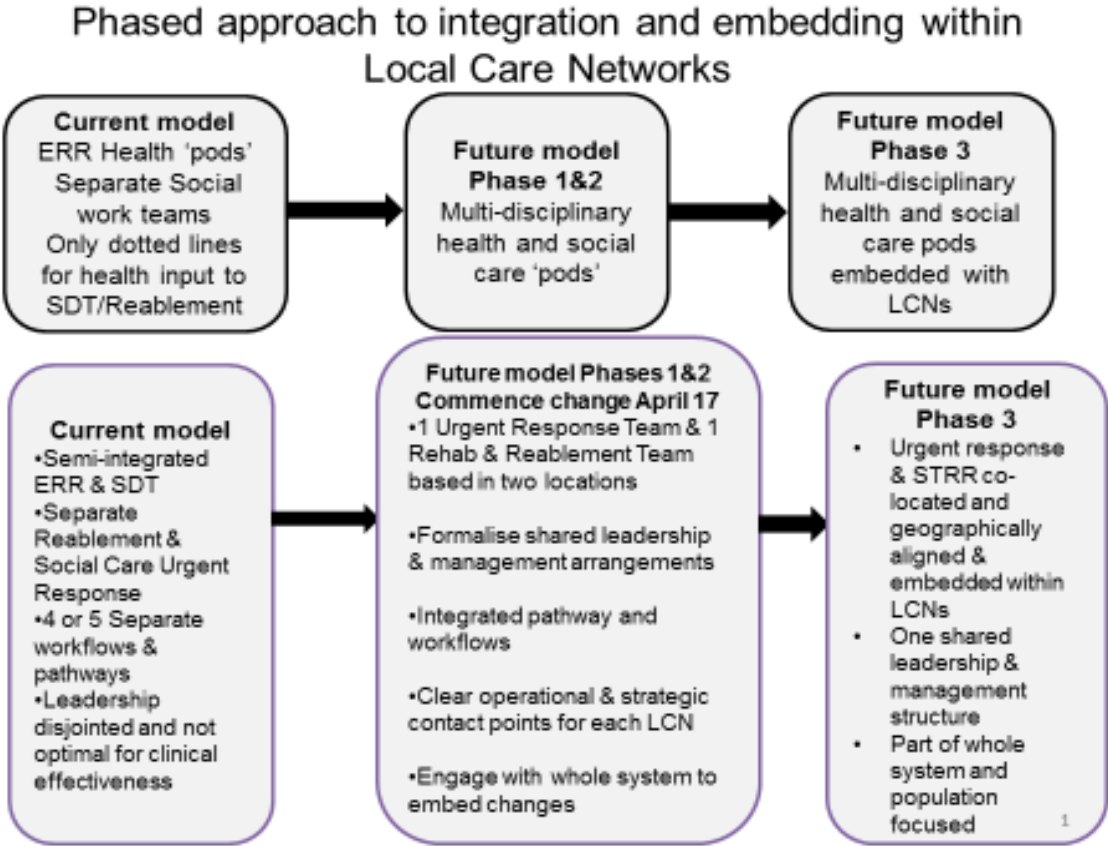 Phased approach to integration and embedding within
Local Care Networks
Current model
ERR Health ‘pods’
Separate Social
work teams
Only dotted lines
for health input to
SDT/Reablement
Future model
Phase 1&2
Multi-disciplinary
health and social
care ‘pods’
Future model
Phase 3
Multi-disciplinary
health and social
care pods
embedded with
LCNs
Current model
•Semi-integrated
ERR & SDT
•Separate
Reablement &
Social Care Urgent
Response
•4 or 5 Separate
workflows &
pathways
•Leadership
disjointed and not
optimal for clinical
effectiveness
Future model Phases 1&2
Commence change April 17
•1 Urgent Response Team & 1
Rehab & Reablement Team
based in two locations
•Formalise shared leadership
& management arrangements
•Integrated pathway and
workflows
•Clear operational & strategic
contact points for each LCN
•Engage with whole system to
embed changes
Future model
Phase 3
• Urgent response
& STRR co-
located and
geographically
aligned &
embedded within
LCNs
• One shared
leadership &
management
structure
• Part of whole
system and
population
focused
1